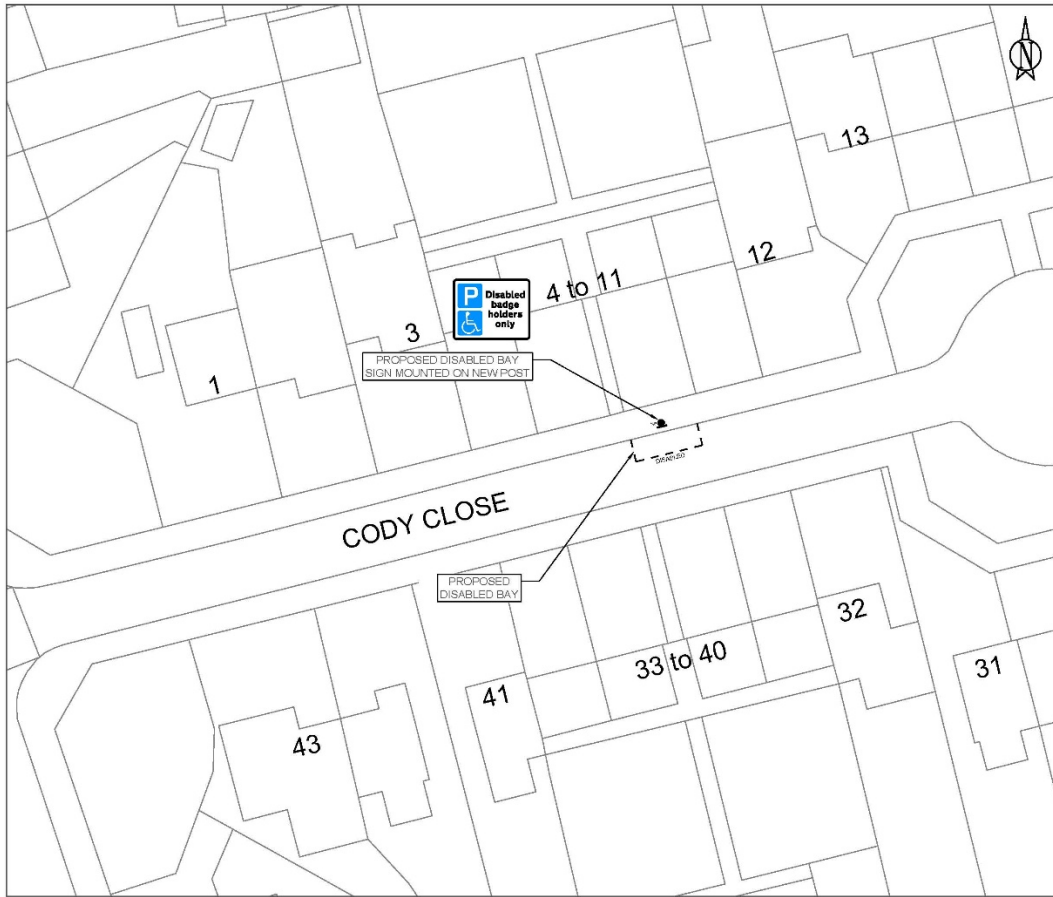 N
13
12
4 to 11
P
Disabled
badge
holders
only
3
PROPOSED DISABLED BAY
SIGN MOUNTED ON NEW POST
1
DISABLED
CODY CLOSE
PROPOSED
DISABLED BAY
32
33 to 40
31
41
43